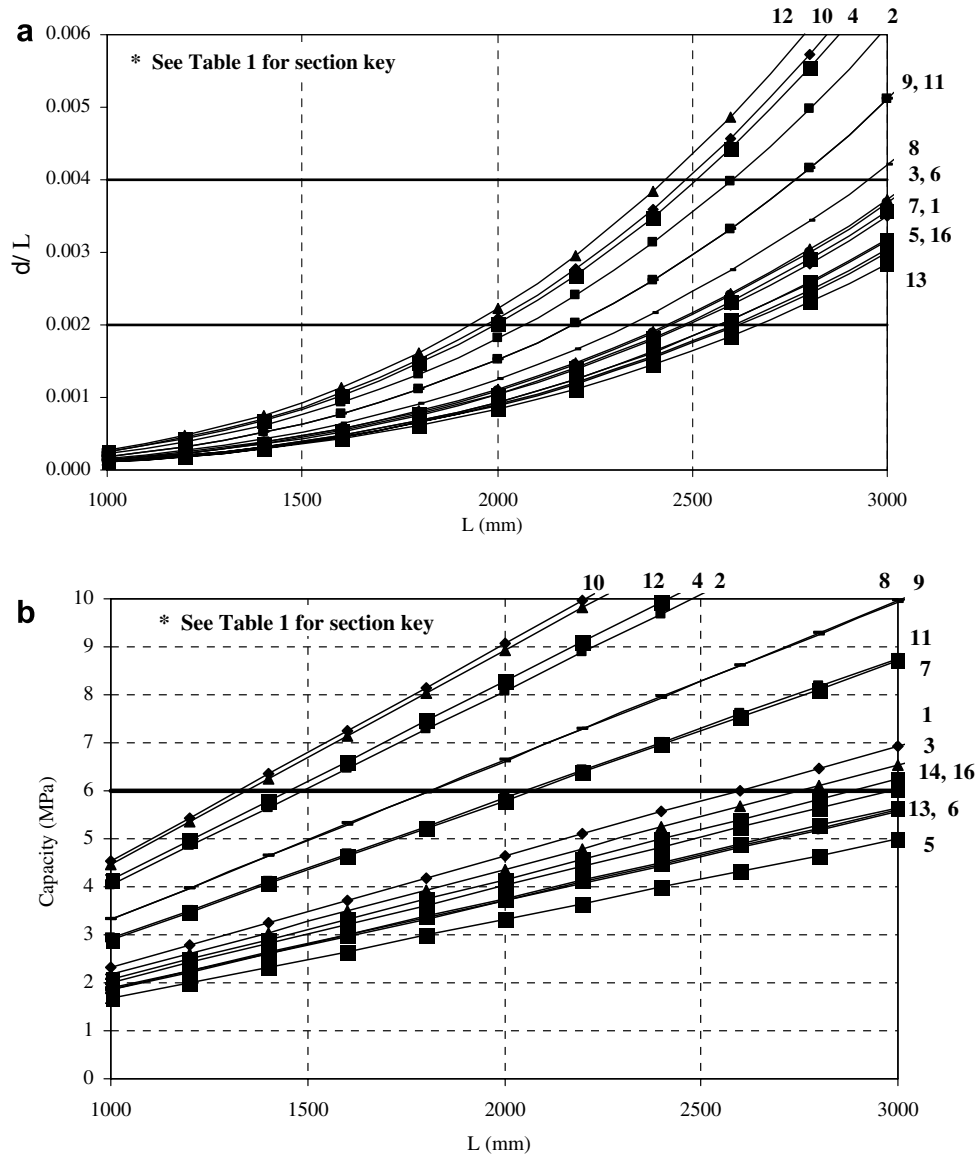 a
12 10 4 2
0.006
* See Table 1 for section key
0.005
9, 11
8
0.004
3, 6
7, 1
d/L
0.003
5, 16
13
0.002
0.001
0.000
1000 1500 2000 2500 3000
L (mm)
b
10 12 4 2 8 9
10
* See Table 1 for section key
9
11
8
7
7
1
3
6
14, 16
Capacity (MPa)
13, 6
5
5
4
3
2
1
0
1000 1500 2000 2500 3000
L (mm)